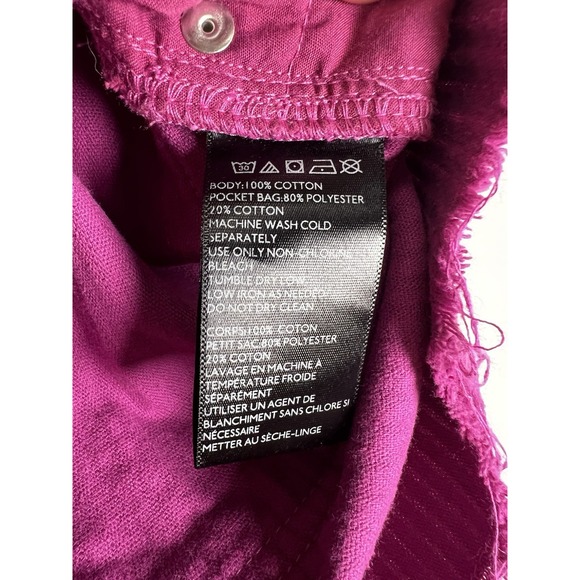 30
BODY:100% COTTON
POCKET BAG:80% POLYESTER
20% COTTON
MACHINE WASH COLD
SEPARATELY
USE ONLY NON-CHLORINE
BLEACH
TUMBLE DRY LOW
LOW IRON AS NEEDED
DO NOT DRY CLEAN
CORPS:100% COTON
PETIT SAC:80% POLYESTER
20% COTTON
LAVAGE EN MACHINE À
TEMPÉRATURE FROIDE
SÉPARÉMENT
UTILISER UN AGENT DE
BLANCHIMENT SANS CHLORE SI
NÉCESSAIRE
METTER AU SÈCHE-LINGE